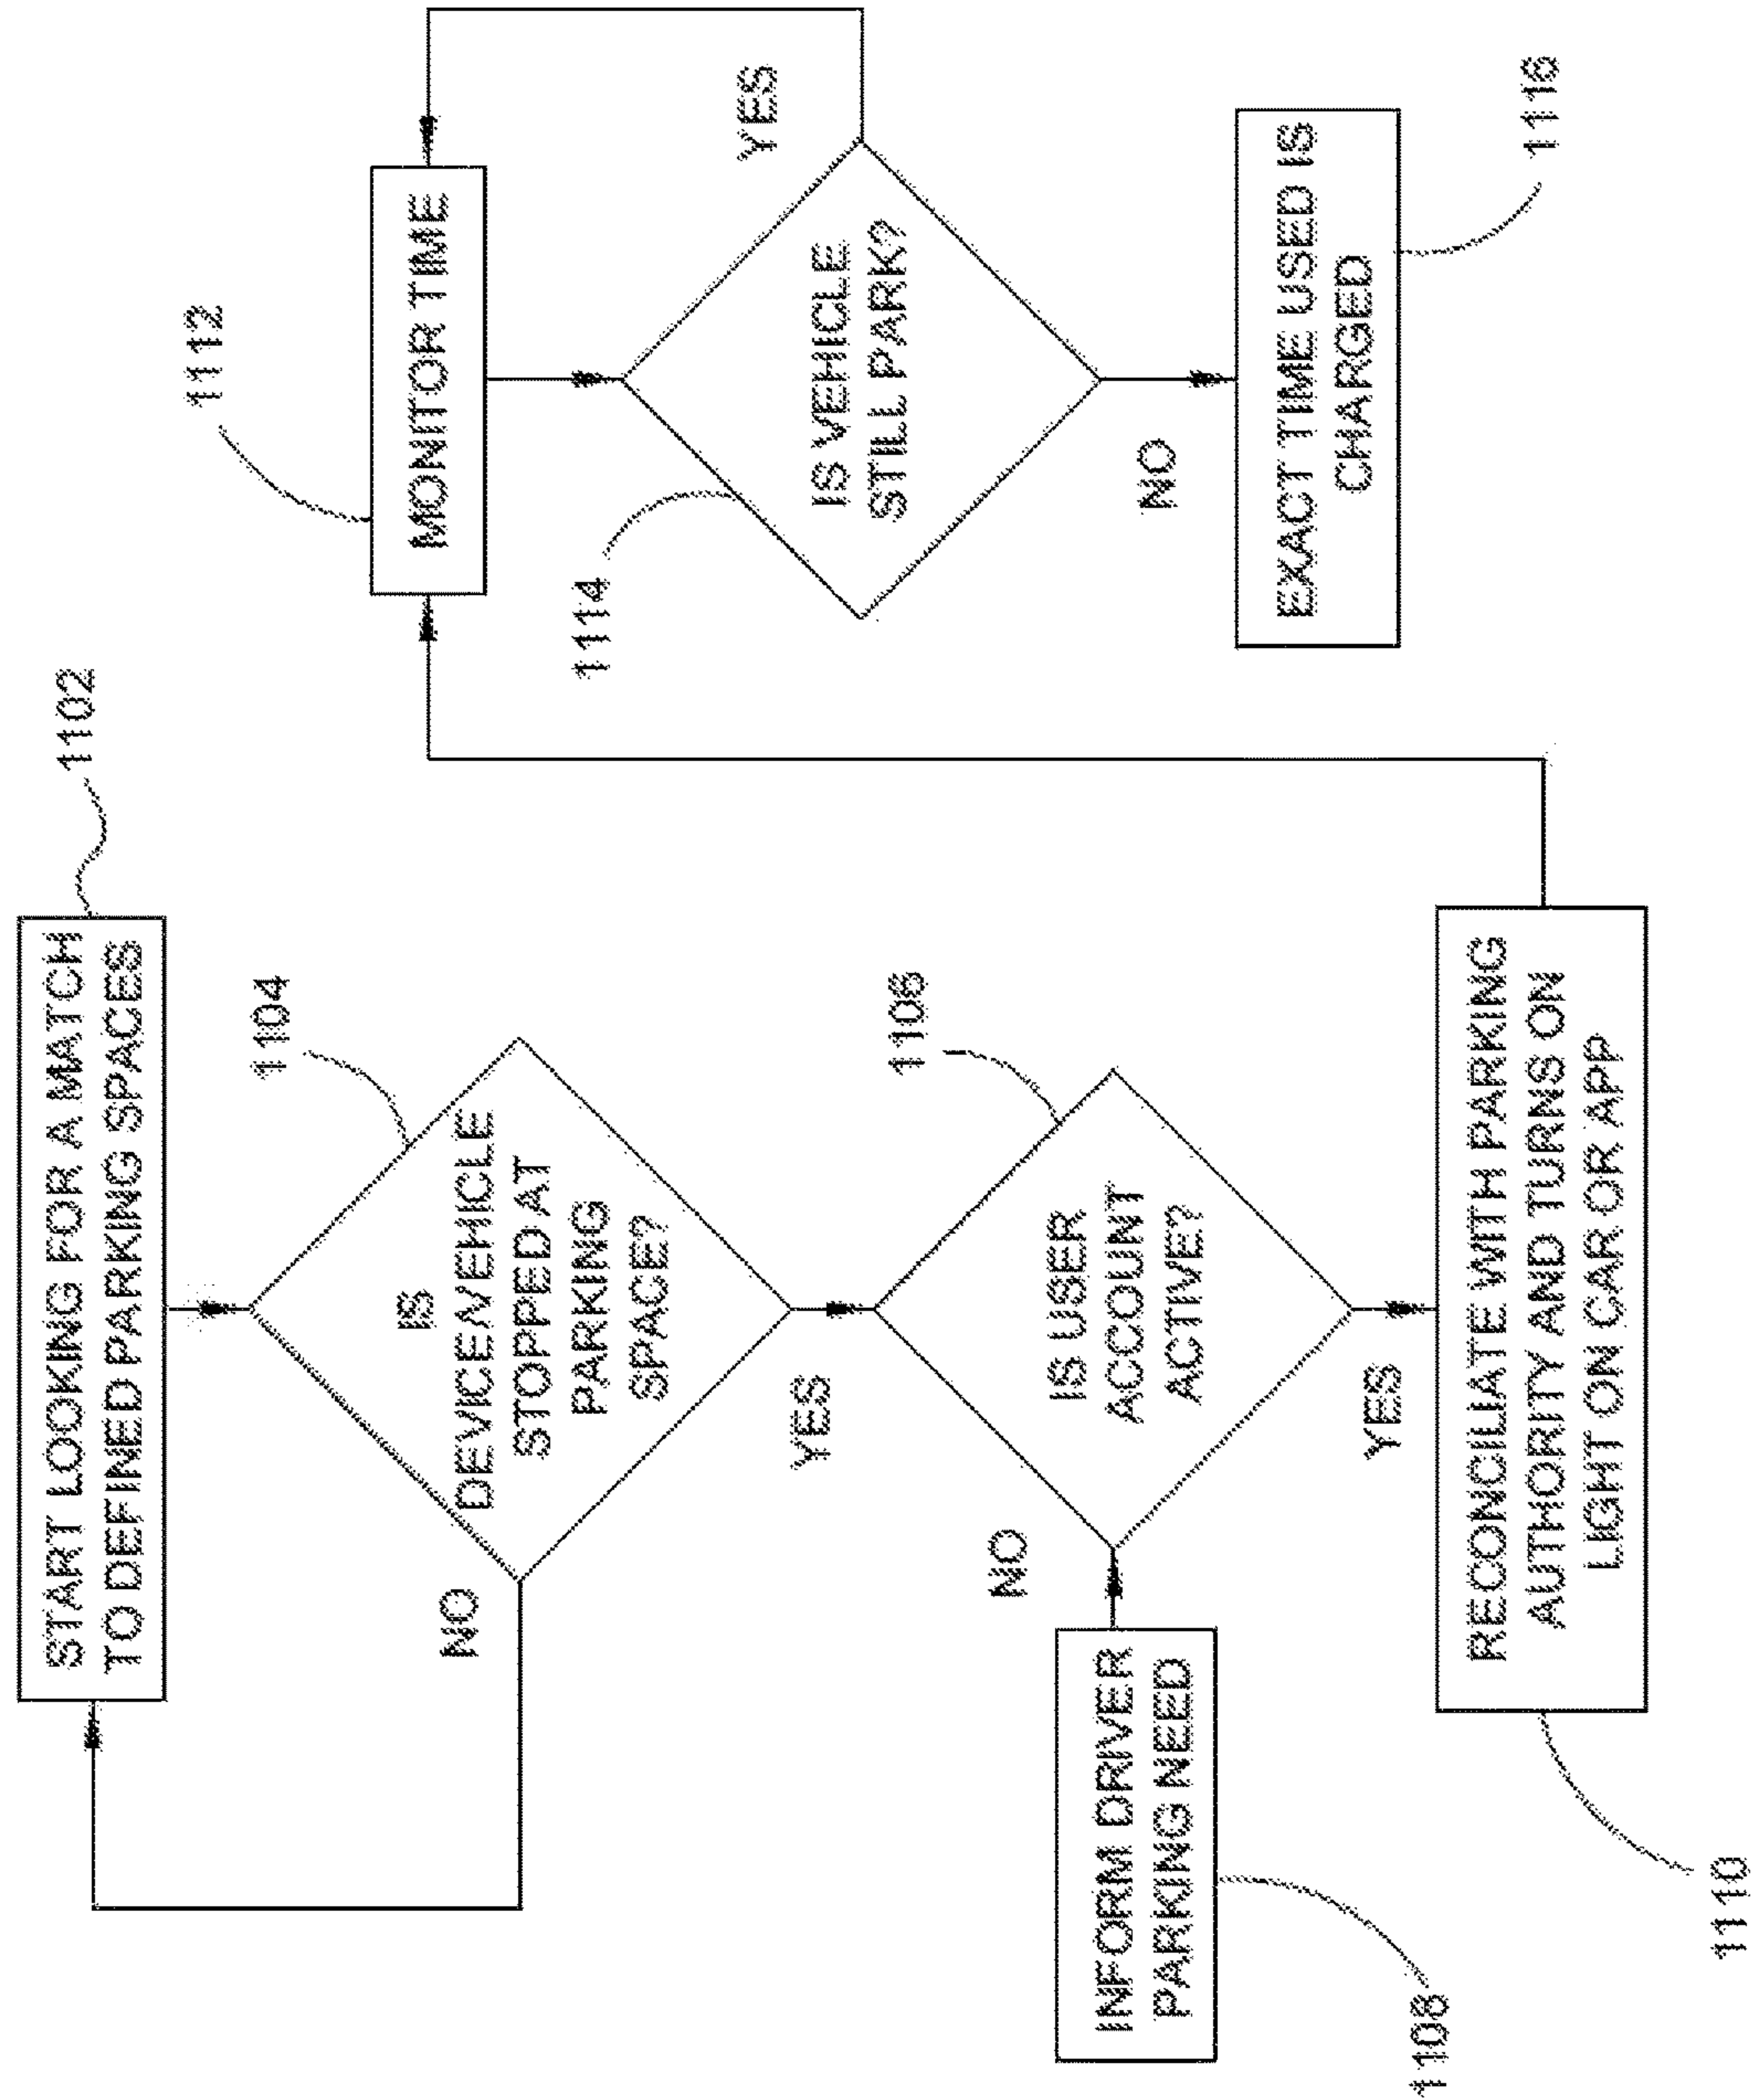 1102
START LOOKING FOR A MATCH
TO DEFINED PARKING SPACES
1104
IS
DEVICE/VEHICLE
STOPPED AT
PARKING
SPACE?
NO
YES
1106
IS USER
ACCOUNT
ACTIVE?
NO
INFORM DRIVER
PARKING NEED
1108
YES
RECONCILIATE WITH PARKING
AUTHORITY AND TURNS ON
LIGHT ON CAR OR APP
1110
1112
MONITOR TIME
1114
IS VEHICLE
STILL PARK?
YES
NO
EXACT TIME USED IS
CHARGED
1116